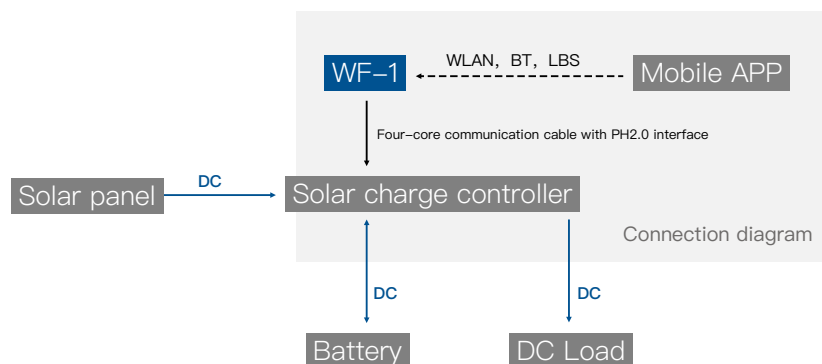 WF-1
WLAN, BT, LBS
Mobile APP
Four-core communication cable with PH2.0 interface
Solar panel
DC
Solar charge controller
Connection diagram
DC
DC
Battery
DC Load